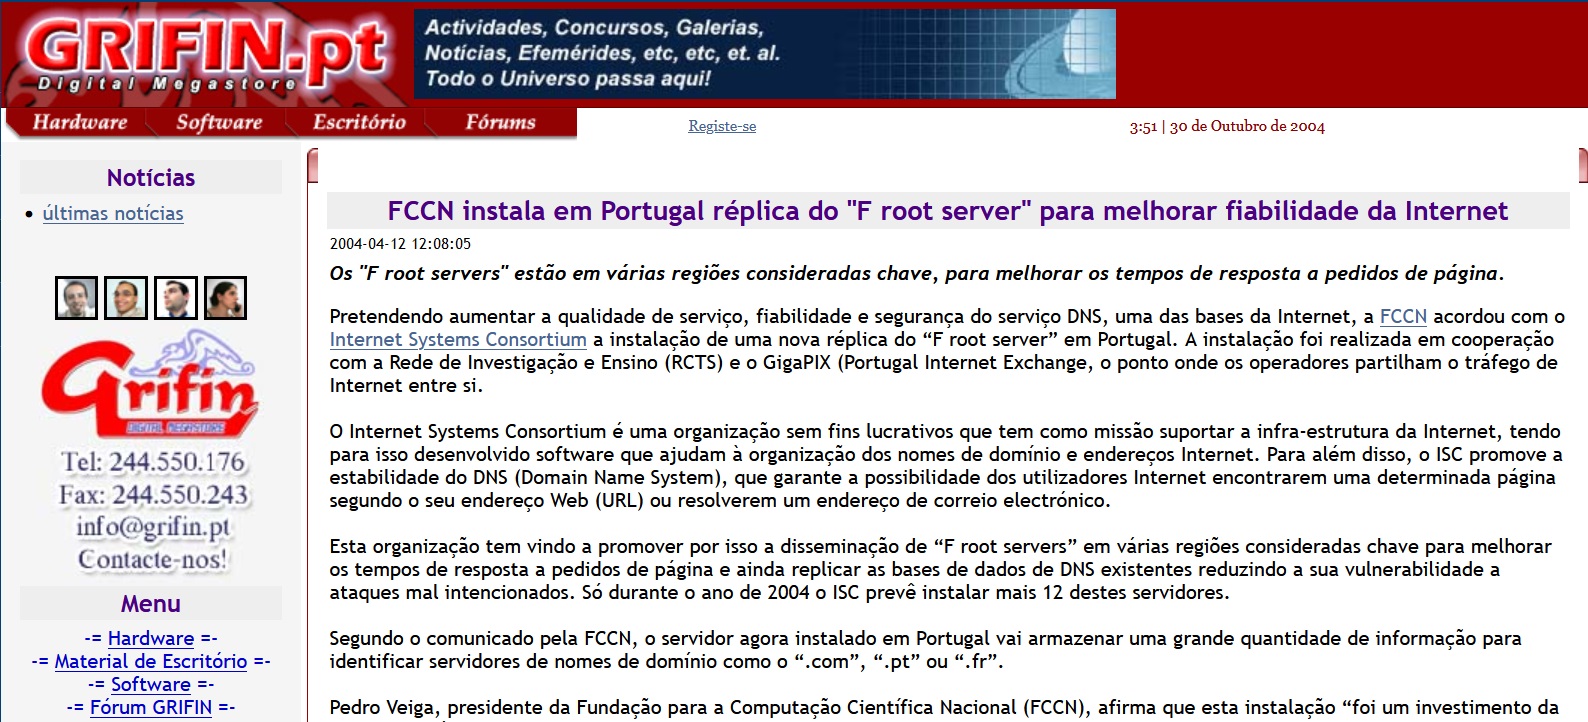 GRIFIN.pt
Digital Megastore
Actividades, Concursos, Galerias,
Notícias, Efemérides, etc, etc, et. al.
Todo o Universo passa aqui!
Hardware Software Escritório Fórums
Registe-se
3:51 | 30 de Outubro de 2004
Notícias
últimas notícias
Grifin
DIGITAL MEGASTORE
Tel: 244.550.176
Fax: 244.550.243
info@grifin.pt
Contacte-nos!
Menu
-= Hardware =-
-= Material de Escritório =-
-= Software =-
-= Fórum GRIFIN =-
FCCN instala em Portugal réplica do "F root server" para melhorar fiabilidade da Internet
2004-04-12 12:08:05
Os "F root servers" estão em várias regiões consideradas chave, para melhorar os tempos de resposta a pedidos de página.
Pretendendo aumentar a qualidade de serviço, fiabilidade e segurança do serviço DNS, uma das bases da Internet, a FCCN acordou com o
Internet Systems Consortium a instalação de uma nova réplica do “F root server” em Portugal. A instalação foi realizada em cooperação
com a Rede de Investigação e Ensino (RCTS) e o GigaPIX (Portugal Internet Exchange, o ponto onde os operadores partilham o tráfego de
Internet entre si.
O Internet Systems Consortium é uma organização sem fins lucrativos que tem como missão suportar a infra-estrutura da Internet, tendo
para isso desenvolvido software que ajudam à organização dos nomes de domínio e endereços Internet. Para além disso, o ISC promove a
estabilidade do DNS (Domain Name System), que garante a possibilidade dos utilizadores Internet encontrarem uma determinada página
segundo o seu endereço Web (URL) ou resolverem um endereço de correio electrónico.
Esta organização tem vindo a promover por isso a disseminação de “F root servers” em várias regiões consideradas chave para melhorar
os tempos de resposta a pedidos de página e ainda replicar as bases de dados de DNS existentes reduzindo a sua vulnerabilidade a
ataques mal intencionados. Só durante o ano de 2004 o ISC prevê instalar mais 12 destes servidores.
Segundo o comunicado pela FCCN, o servidor agora instalado em Portugal vai armazenar uma grande quantidade de informação para
identificar servidores de nomes de domínio como o “.com”, “.pt” ou “.fr”.
Pedro Veiga, presidente da Fundação para a Computação Científica Nacional (FCCN), afirma que esta instalação “foi um investimento da